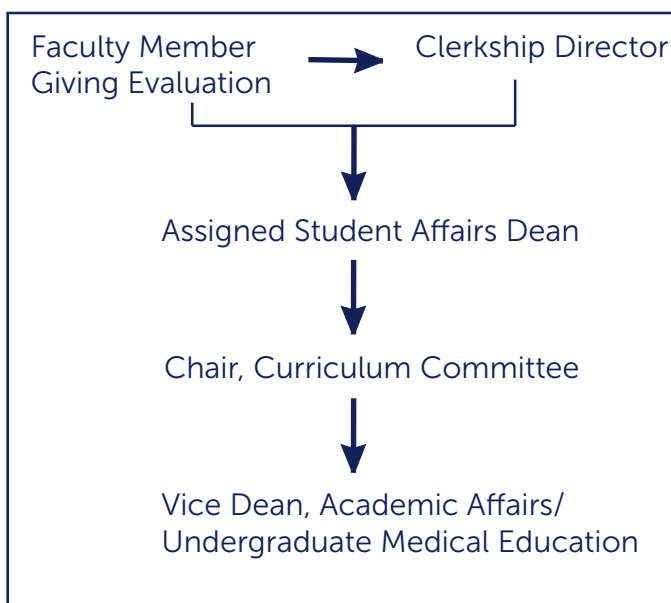 Faculty Member
Giving Evaluation
Clerkship Director
Assigned Student Affairs Dean
Chair, Curriculum Committee
Vice Dean, Academic Affairs/
Undergraduate Medical Education